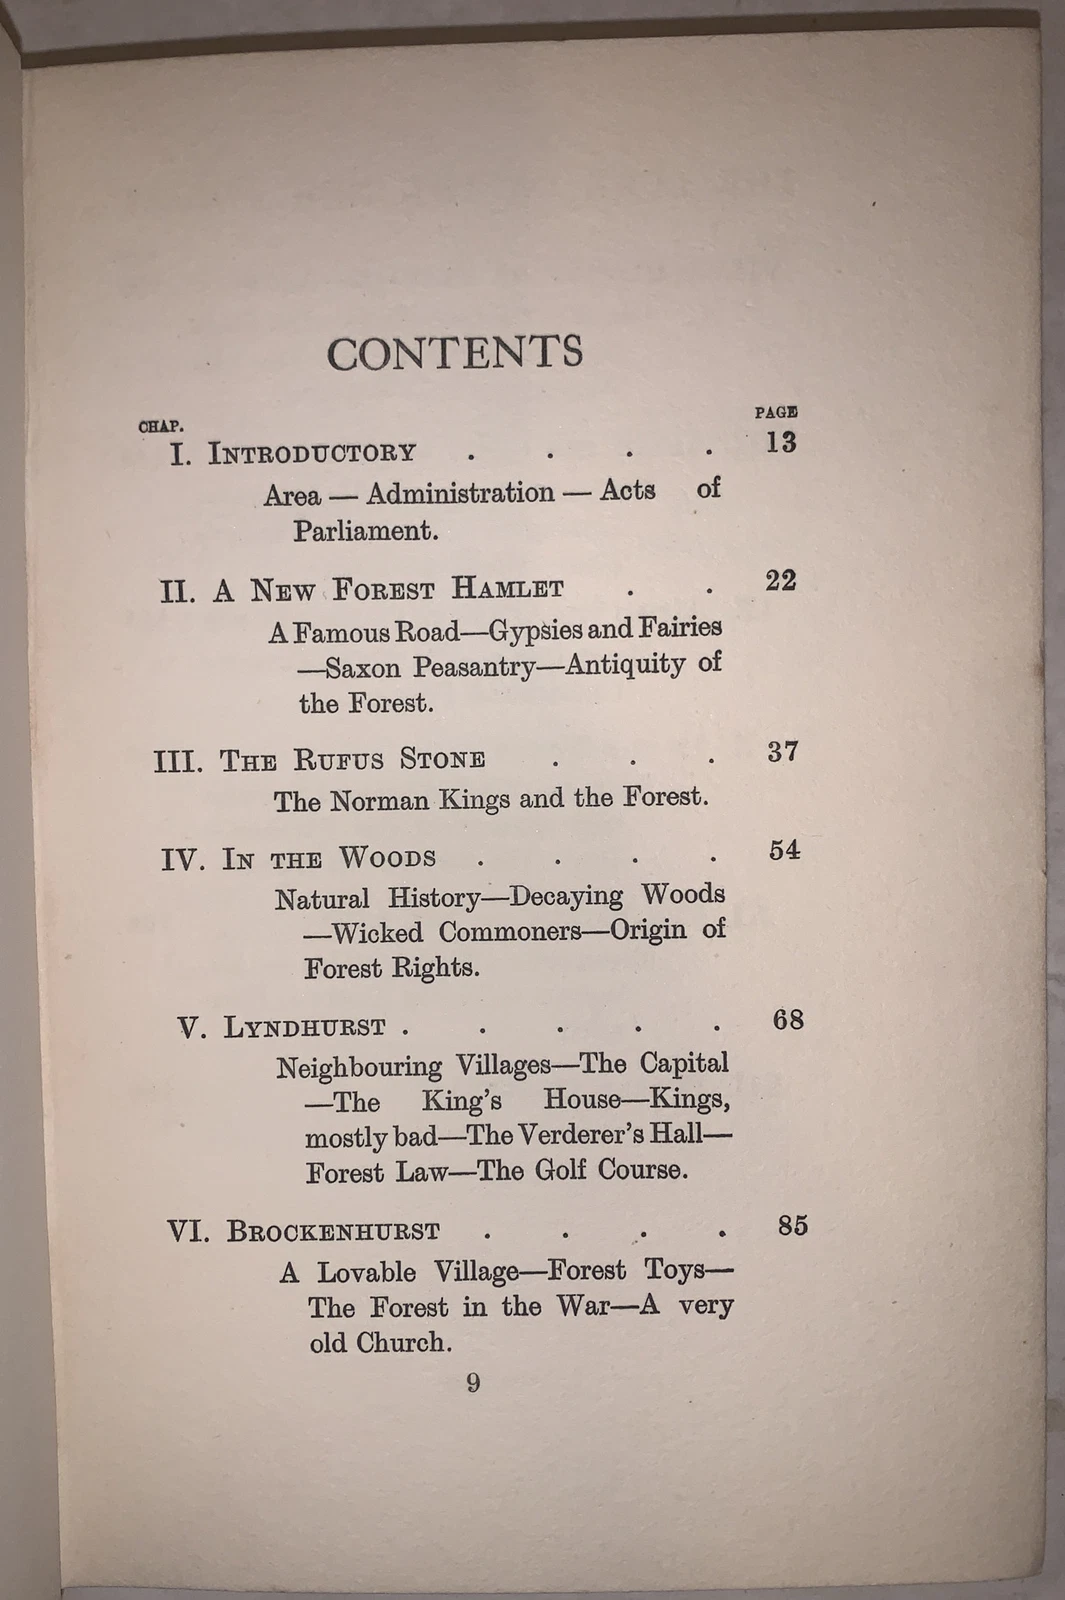 CONTENTS
CHAP. PAGE
I. INTRODUCTORY . . . . 13
Area — Administration — Acts of
Parliament.
II. A NEW FOREST HAMLET . . 22
A Famous Road—Gypsies and Fairies
—Saxon Peasantry—Antiquity of
the Forest.
III. THE RUFUS STONE . . . 37
The Norman Kings and the Forest.
IV. IN THE WOODS . . . . 54
Natural History—Decaying Woods
—Wicked Commoners—Origin of
Forest Rights.
V. LYNDHURST . . . . . 68
Neighbouring Villages—The Capital
—The King's House—Kings,
mostly bad—The Verderer's Hall—
Forest Law—The Golf Course.
VI. BROCKENHURST . . . . 85
A Lovable Village—Forest Toys—
The Forest in the War—A very
old Church.
9